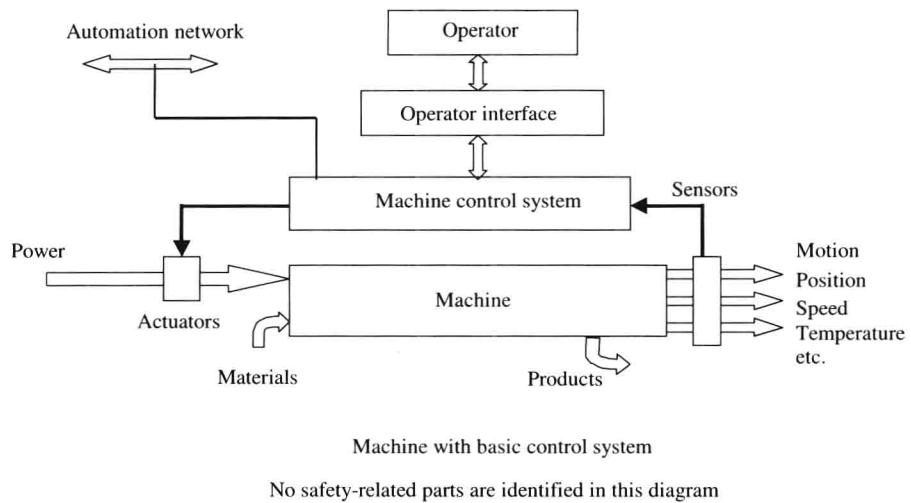 Automation network
Operator
Operator interface
Machine control system
Sensors
Power
Actuators
Machine
Motion
Position
Speed
Temperature
etc.
Materials
Products
Machine with basic control system
No safety-related parts are identified in this diagram